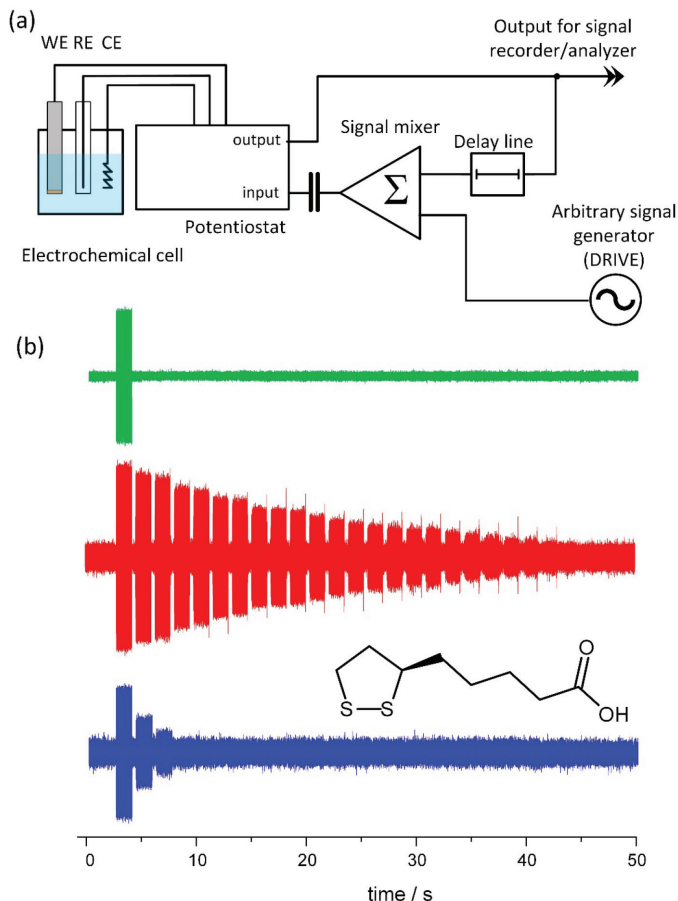 (a)
WE RE CE
Output for signal
recorder/analyzer
output
Signal mixer
Delay line
input
Σ
Potentiostat
Arbitrary signal
generator
(DRIVE)
Electrochemical cell
(b)
O
S
S
OH
0
10
20
30
40
50
time / s